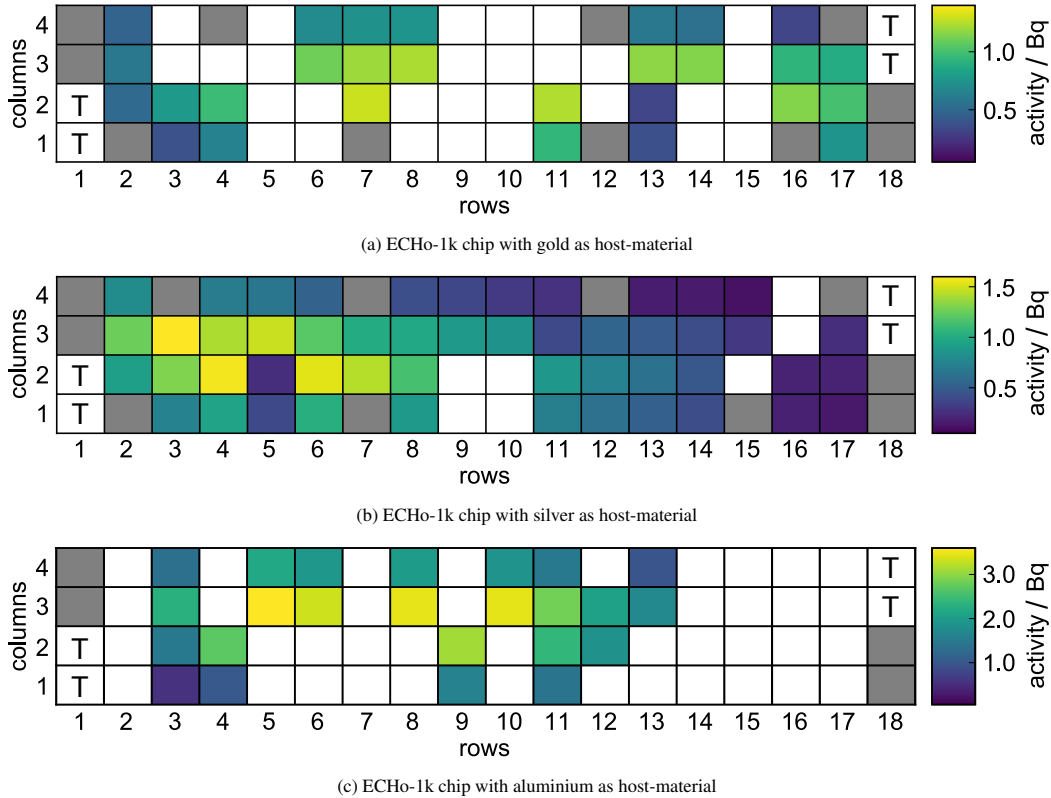 columns
4
3
2
1
T
T
T
T
1 2 3 4 5 6 7 8 9 10 11 12 13 14 15 16 17 18
rows
1.0
0.5
activity / Bq
(a) ECHo-1k chip with gold as host-material
columns
4
3
2
1
T
T
T
T
1 2 3 4 5 6 7 8 9 10 11 12 13 14 15 16 17 18
rows
1.5
1.0
0.5
activity / Bq
(b) ECHo-1k chip with silver as host-material
columns
4
3
2
1
T
T
T
T
1 2 3 4 5 6 7 8 9 10 11 12 13 14 15 16 17 18
rows
3.0
2.0
1.0
activity / Bq
(c) ECHo-1k chip with aluminium as host-material